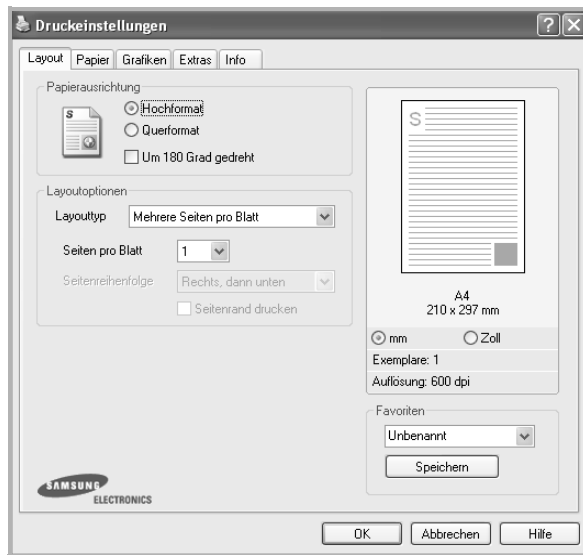 Druckeinstellungen
Layout Papier Grafiken Extras Info
Papierausrichtung
S
Hochformat
Querformat
Um 180 Grad gedreht
Layoutoptionen
Layouttyp Mehrere Seiten pro Blatt
Seiten pro Blatt 1
Seitenreihenfolge Rechts, dann unten
Seitenrand drucken
S
A4
210 x 297 mm
mm Zoll
Exemplare: 1
Auflösung: 600 dpi
Favoriten
Unbenannt
Speichern
SAMSUNG
ELECTRONICS
OK Abbrechen Hilfe